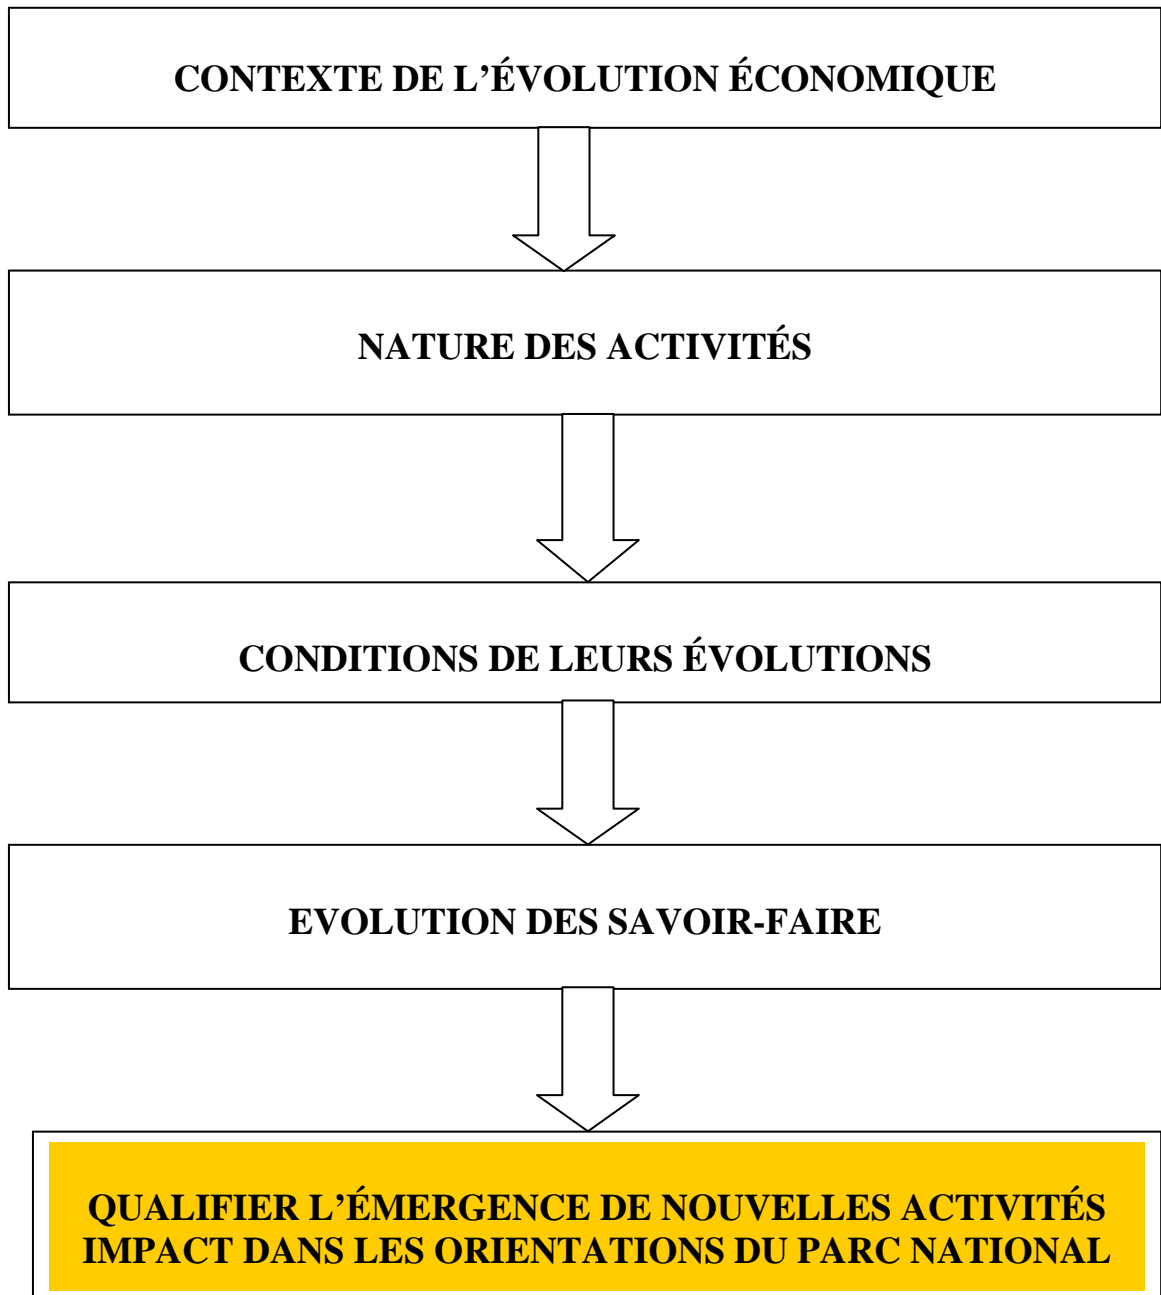 CONTEXTE DE L’ÉVOLUTION ÉCONOMIQUE
NATURE DES ACTIVITÉS
CONDITIONS DE LEURS ÉVOLUTIONS
EVOLUTION DES SAVOIR-FAIRE
QUALIFIER L’ÉMERGENCE DE NOUVELLES ACTIVITÉS
IMPACT DANS LES ORIENTATIONS DU PARC NATIONAL